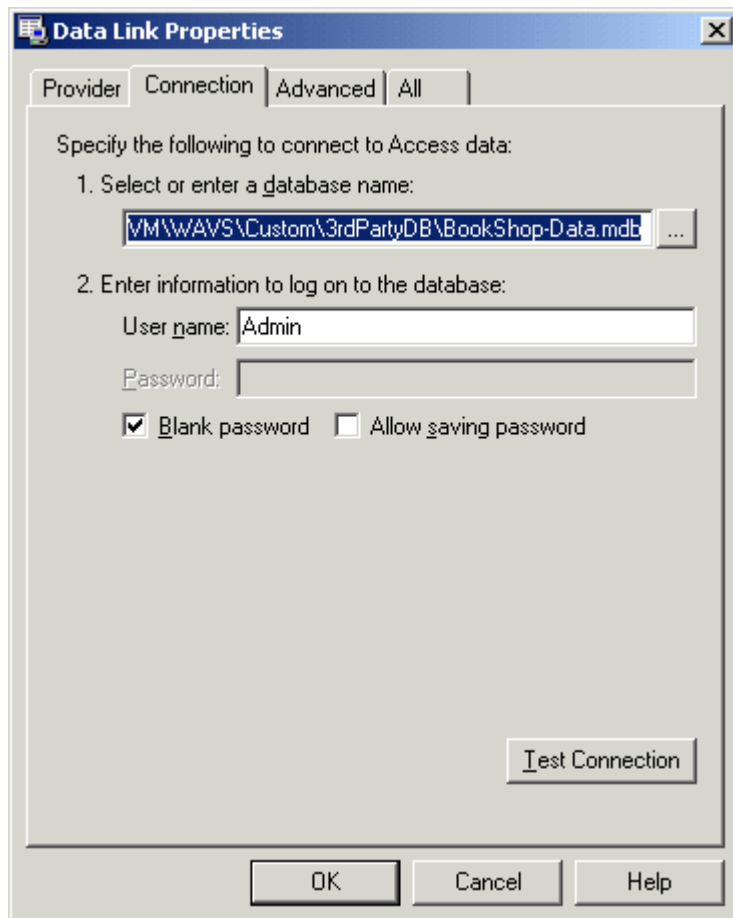 Data Link Properties
Provider Connection Advanced All
Specify the following to connect to Access data:
1. Select or enter a database name:
VM\WAVS\Custom\3rdPartyDB\BookShop-Data.mdb ...
2. Enter information to log on to the database:
User name: Admin
Password:
Blank password Allow saving password
Test Connection
OK Cancel Help